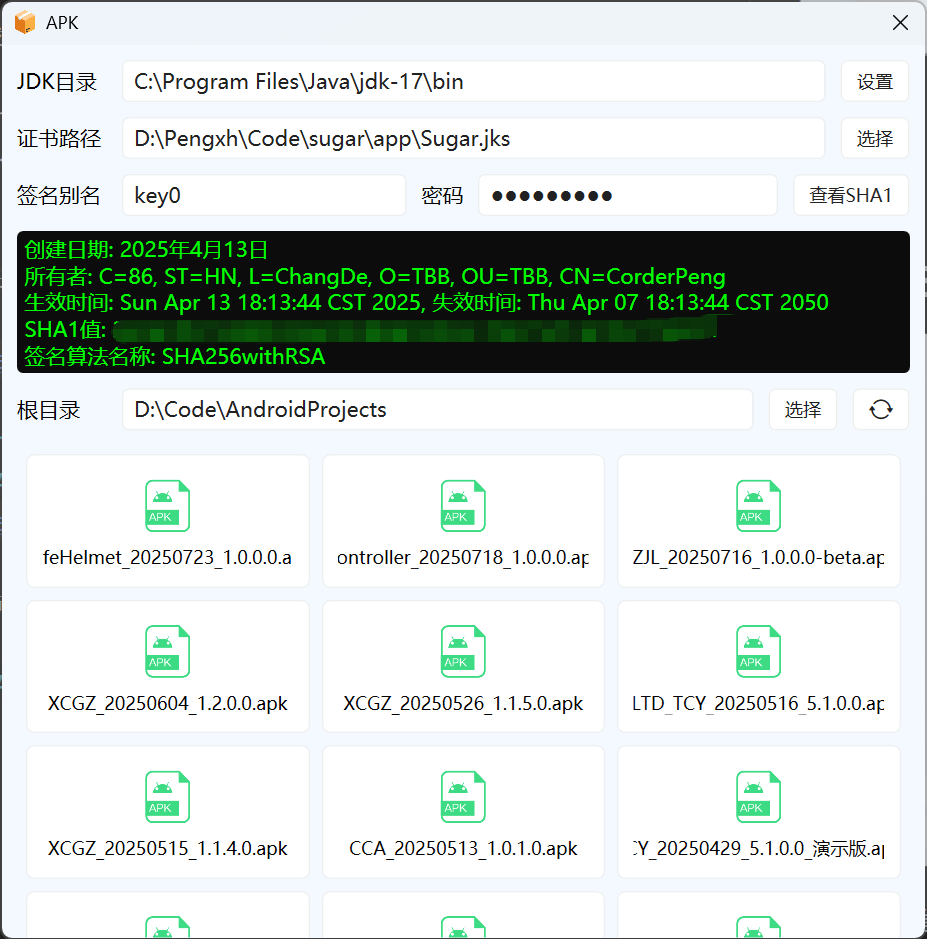 APK
JDK目录 C:\Program Files\Java\jdk-17\bin 设置
证书路径 D:\Pengxh\Code\sugar\app\Sugar.jks 选择
签名别名 key0 密码 ●●●●●●●●● 查看SHA1
创建日期: 2025年4月13日
所有者: C=86, ST=HN, L=ChangDe, O=TBB, OU=TBB, CN=CorderPeng
生效时间: Sun Apr 13 18:13:44 CST 2025, 失效时间: Thu Apr 07 18:13:44 CST 2050
SHA1值:
签名算法名称: SHA256withRSA
根目录 D:\Code\AndroidProjects 选择
APK APK APK
feHelmet_20250723_1.0.0.0.a ontroller_20250718_1.0.0.0.ap ZJL_20250716_1.0.0.0-beta.ap
APK APK APK
XCGZ_20250604_1.2.0.0.apk XCGZ_20250526_1.1.5.0.apk LTD_TCY_20250516_5.1.0.0.ap
APK APK APK
XCGZ_20250515_1.1.4.0.apk CCA_20250513_1.0.1.0.apk CY_20250429_5.1.0.0_演示版.ap